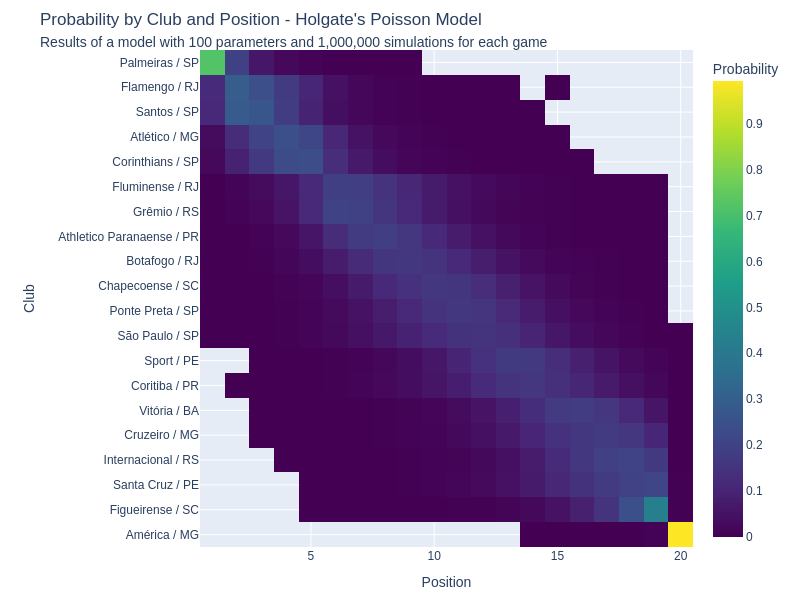 Probability by Club and Position - Holgate's Poisson Model
Results of a model with 100 parameters and 1,000,000 simulations for each game
Palmeiras / SP
Flamengo / RJ
Santos / SP
Atlético / MG
Corinthians / SP
Fluminense / RJ
Grêmio / RS
Athletico Paranaense / PR
Botafogo / RJ
Chapecoense / SC
Ponte Preta / SP
São Paulo / SP
Sport / PE
Coritiba / PR
Vitória / BA
Cruzeiro / MG
Internacional / RS
Santa Cruz / PE
Figueirense / SC
América / MG
Club
5
10
15
20
Position
Probability
0.9
0.8
0.7
0.6
0.5
0.4
0.3
0.2
0.1
0